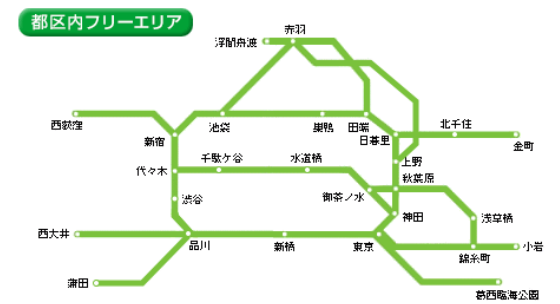 都区内フリーエリア
赤羽
浮間舟渡
西荻窪
新宿
池袋
巣鴨
田端
日暮里
北千住
金町
上野
代々木
千駄ケ谷
水道橋
秋葉原
御茶ノ水
渋谷
神田
浅草橋
西大井
品川
新橋
東京
錦糸町
小岩
蒲田
葛西臨海公園